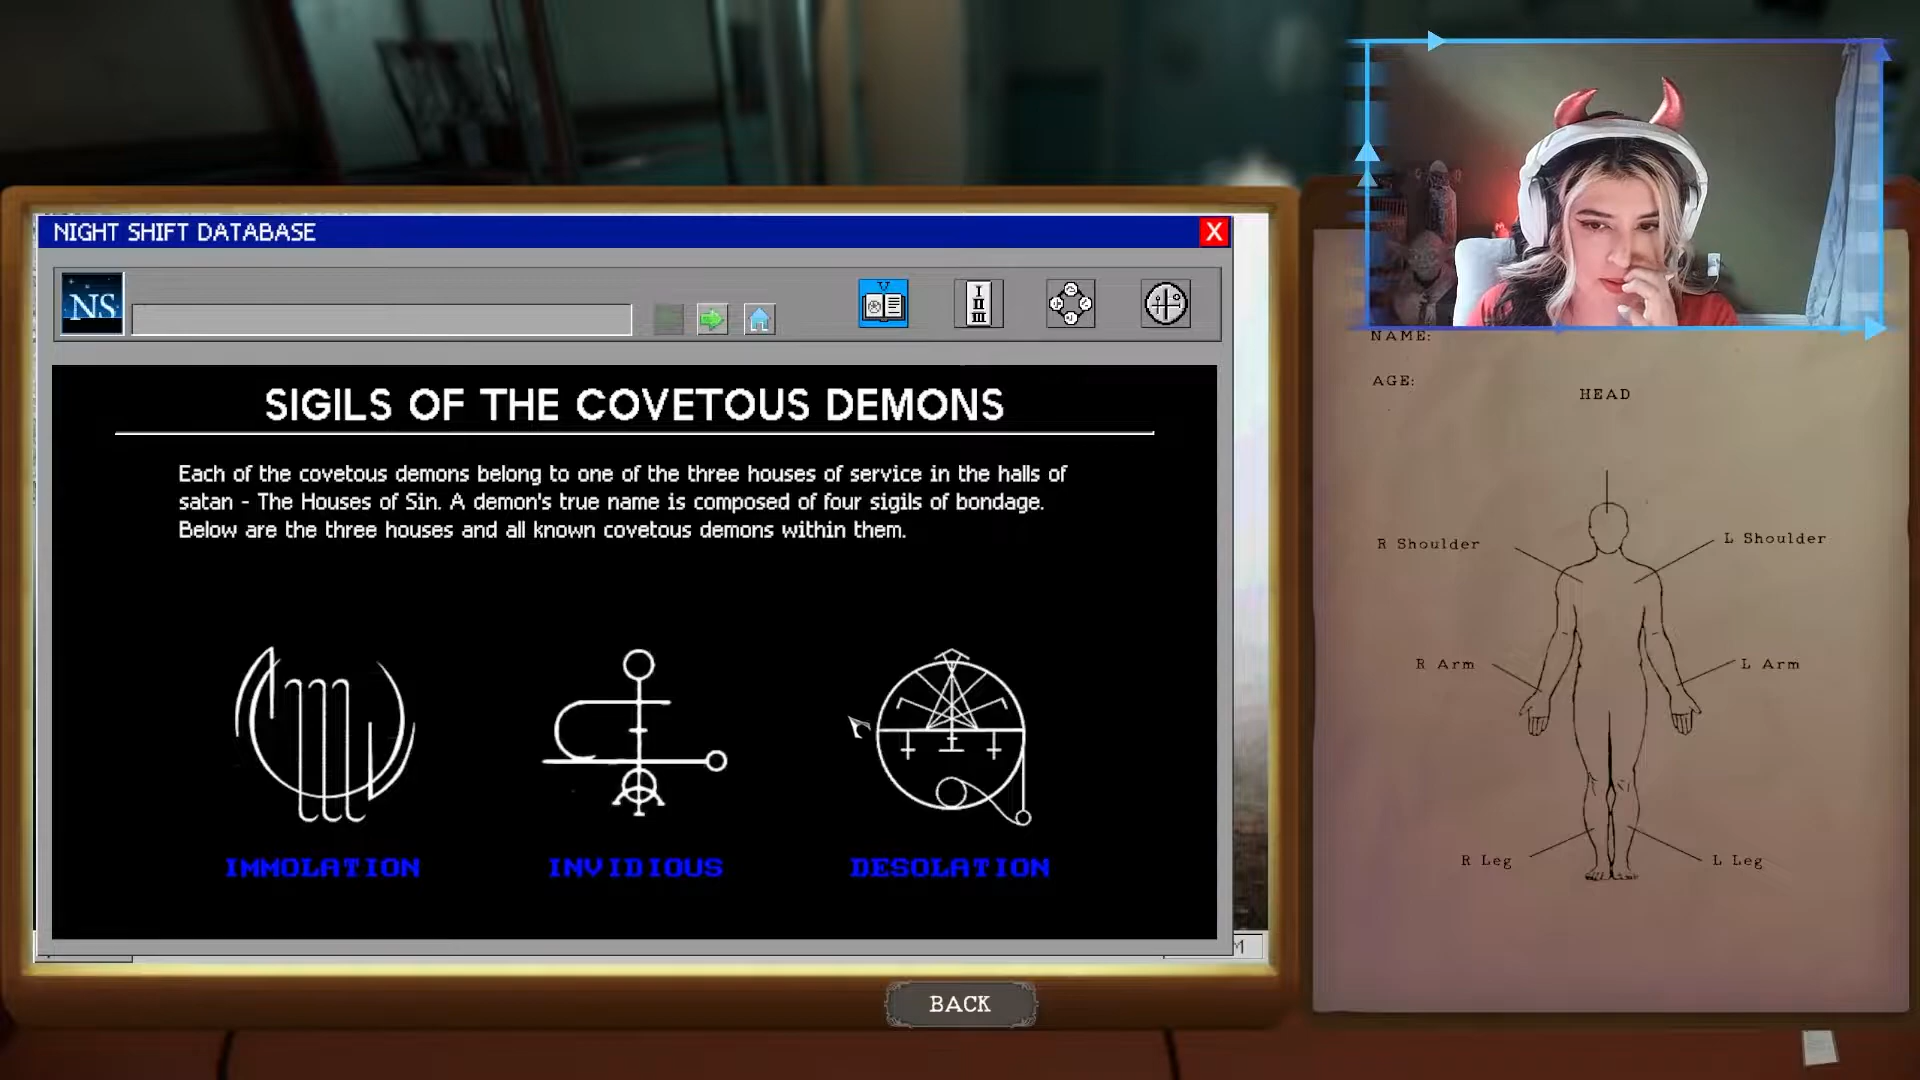 NIGHT SHIFT DATABASE
X
NS
V
I
II
III
SIGILS OF THE COVETOUS DEMONS
Each of the covetous demons belong to one of the three houses of service in the halls of
satan - The Houses of Sin. A demon's true name is composed of four sigils of bondage.
Below are the three houses and all known covetous demons within them.
IMMOLATION
INVIDIOUS
DESOLATION
BACK
NAME:
AGE:
HEAD
R Shoulder
L Shoulder
R Arm
L Arm
R Leg
L Leg